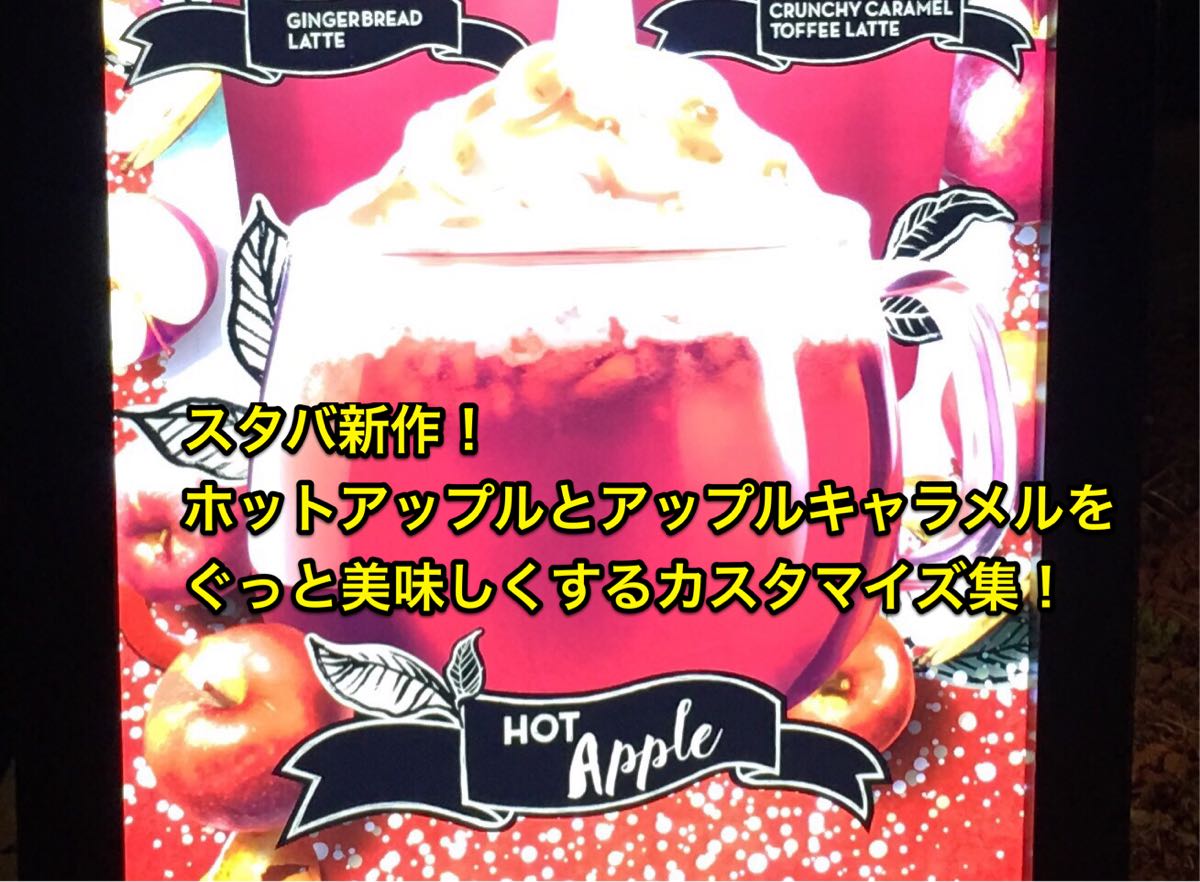 GINGERBREAD
LATTE
CRUNCHY CARAMEL
TOFFEE LATTE
スタバ新作！
ホットアップルとアップルキャラメルを
ぐっと美味しくするカスタマイズ集！
HOT
Apple